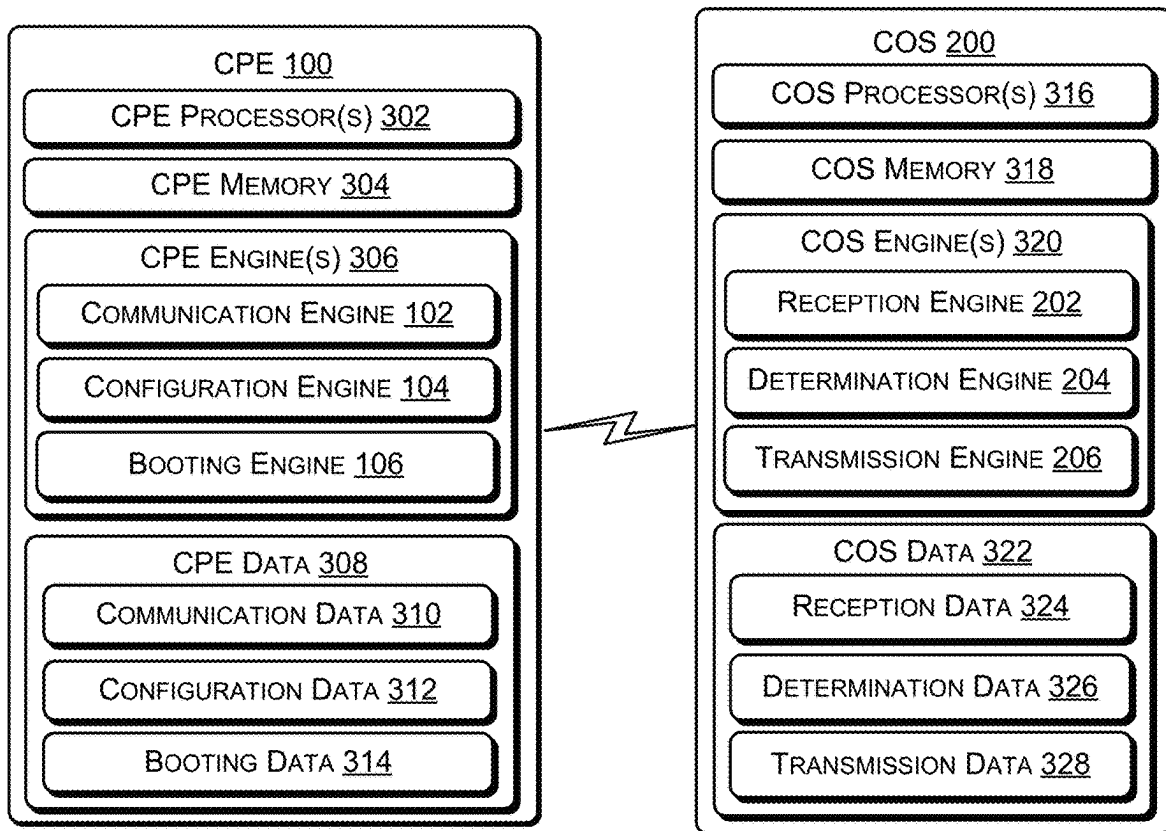 CPE 100
CPE PROCESSOR(S) 302
CPE MEMORY 304
CPE ENGINE(S) 306
COMMUNICATION ENGINE 102
CONFIGURATION ENGINE 104
BOOTING ENGINE 106
CPE DATA 308
COMMUNICATION DATA 310
CONFIGURATION DATA 312
BOOTING DATA 314
COS 200
COS PROCESSOR(S) 316
COS MEMORY 318
COS ENGINE(S) 320
RECEPTION ENGINE 202
DETERMINATION ENGINE 204
TRANSMISSION ENGINE 206
COS DATA 322
RECEPTION DATA 324
DETERMINATION DATA 326
TRANSMISSION DATA 328